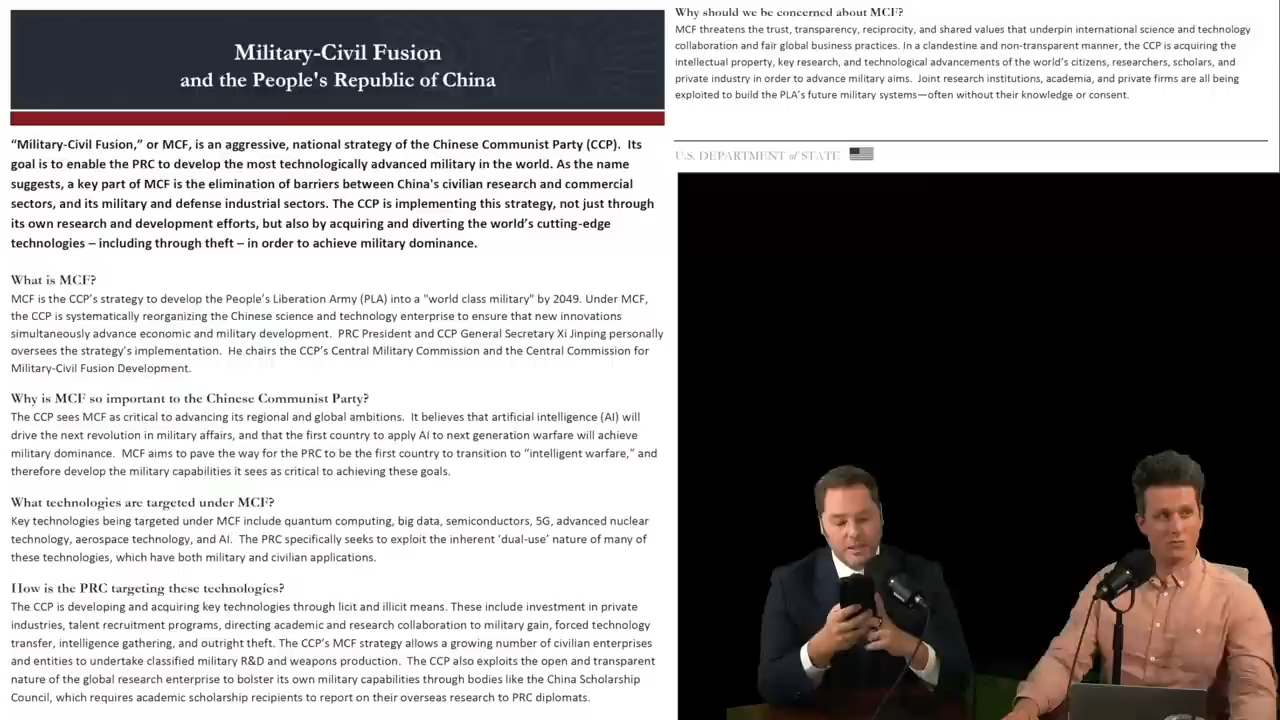 Military-Civil Fusion
and the People's Republic of China
“Military-Civil Fusion,” or MCF, is an aggressive, national strategy of the Chinese Communist Party (CCP).  Its
goal is to enable the PRC to develop the most technologically advanced military in the world. As the name
suggests, a key part of MCF is the elimination of barriers between China's civilian research and commercial
sectors, and its military and defense industrial sectors. The CCP is implementing this strategy, not just through
its own research and development efforts, but also by acquiring and diverting the world’s cutting-edge
technologies – including through theft – in order to achieve military dominance.
What is MCF?
MCF is the CCP’s strategy to develop the People’s Liberation Army (PLA) into a "world class military" by 2049. Under MCF,
the CCP is systematically reorganizing the Chinese science and technology enterprise to ensure that new innovations
simultaneously advance economic and military development.  PRC President and CCP General Secretary Xi Jinping personally
oversees the strategy’s implementation.  He chairs the CCP’s Central Military Commission and the Central Commission for
Military-Civil Fusion Development.
Why is MCF so important to the Chinese Communist Party?
The CCP sees MCF as critical to advancing its regional and global ambitions.  It believes that artificial intelligence (AI) will
drive the next revolution in military affairs, and that the first country to apply AI to next generation warfare will achieve
military dominance.  MCF aims to pave the way for the PRC to be the first country to transition to “intelligent warfare,” and
therefore develop the military capabilities it sees as critical to achieving these goals.
What technologies are targeted under MCF?
Key technologies being targeted under MCF include quantum computing, big data, semiconductors, 5G, advanced nuclear
technology, aerospace technology, and AI.  The PRC specifically seeks to exploit the inherent ‘dual-use’ nature of many of
these technologies, which have both military and civilian applications.
How is the PRC targeting these technologies?
The CCP is developing and acquiring key technologies through licit and illicit means. These include investment in private
industries, talent recruitment programs, directing academic and research collaboration to military gain, forced technology
transfer, intelligence gathering, and outright theft. The CCP’s MCF strategy allows a growing number of civilian enterprises
and entities to undertake classified military R&D and weapons production.  The CCP also exploits the open and transparent
nature of the global research enterprise to bolster its own military capabilities through bodies like the China Scholarship
Council, which requires academic scholarship recipients to report on their overseas research to PRC diplomats.
Why should we be concerned about MCF?
MCF threatens the trust, transparency, reciprocity, and shared values that underpin international science and technology
collaboration and fair global business practices. In a clandestine and non-transparent manner, the CCP is acquiring the
intellectual property, key research, and technological advancements of the world’s citizens, researchers, scholars, and
private industry in order to advance military aims.  Joint research institutions, academia, and private firms are all being
exploited to build the PLA’s future military systems—often without their knowledge or consent.
U.S. DEPARTMENT of STATE